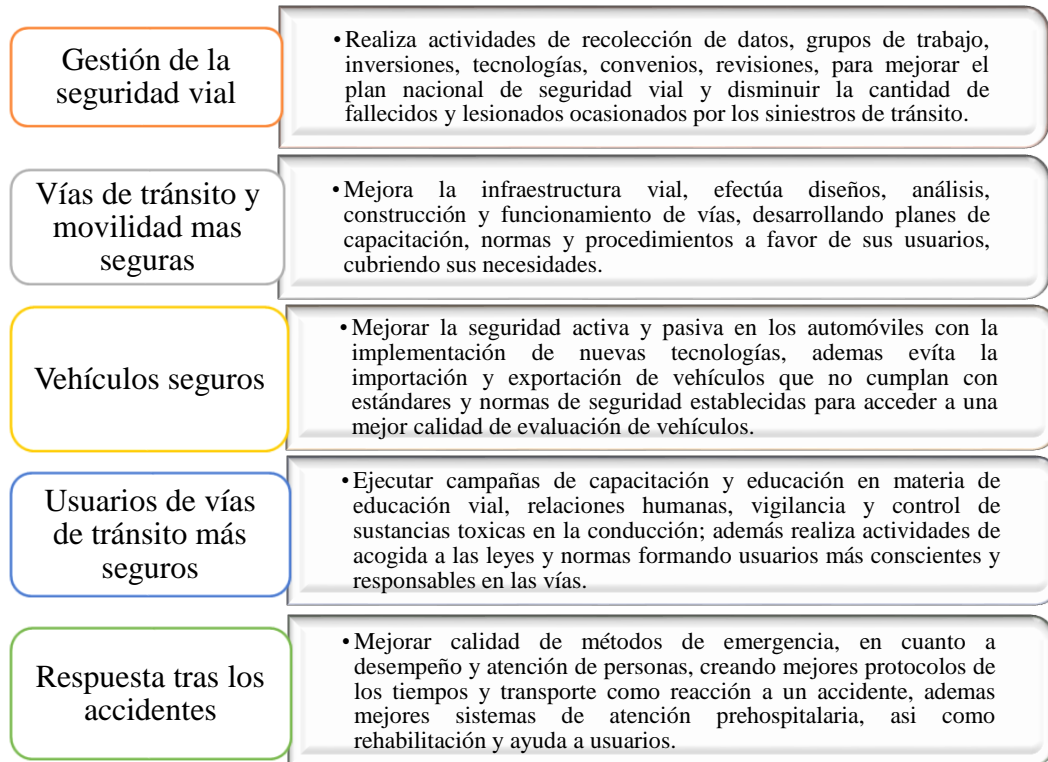 Gestión de la
seguridad vial
•Realiza actividades de recolección de datos, grupos de trabajo,
inversiones, tecnologías, convenios, revisiones, para mejorar el
plan nacional de seguridad vial y disminuir la cantidad de
fallecidos y lesionados ocasionados por los siniestros de tránsito.
Vías de tránsito y
movilidad mas
seguras
•Mejora la infraestructura vial, efectúa diseños, análisis,
construcción y funcionamiento de vías, desarrollando planes de
capacitación, normas y procedimientos a favor de sus usuarios,
cubriendo sus necesidades.
Vehículos seguros
•Mejorar la seguridad activa y pasiva en los automóviles con la
implementación de nuevas tecnologías, ademas evíta la
importación y exportación de vehículos que no cumplan con
estándares y normas de seguridad establecidas para acceder a una
mejor calidad de evaluación de vehículos.
Usuarios de vías
de tránsito más
seguros
•Ejecutar campañas de capacitación y educación en materia de
educación vial, relaciones humanas, vigilancia y control de
sustancias toxicas en la conducción; además realiza actividades de
acogida a las leyes y normas formando usuarios más conscientes y
responsables en las vías.
Respuesta tras los
accidentes
•Mejorar calidad de métodos de emergencia, en cuanto a
desempeño y atención de personas, creando mejores protocolos de
los tiempos y transporte como reacción a un accidente, ademas
mejores sistemas de atención prehospitalaria, asi como
rehabilitación y ayuda a usuarios.